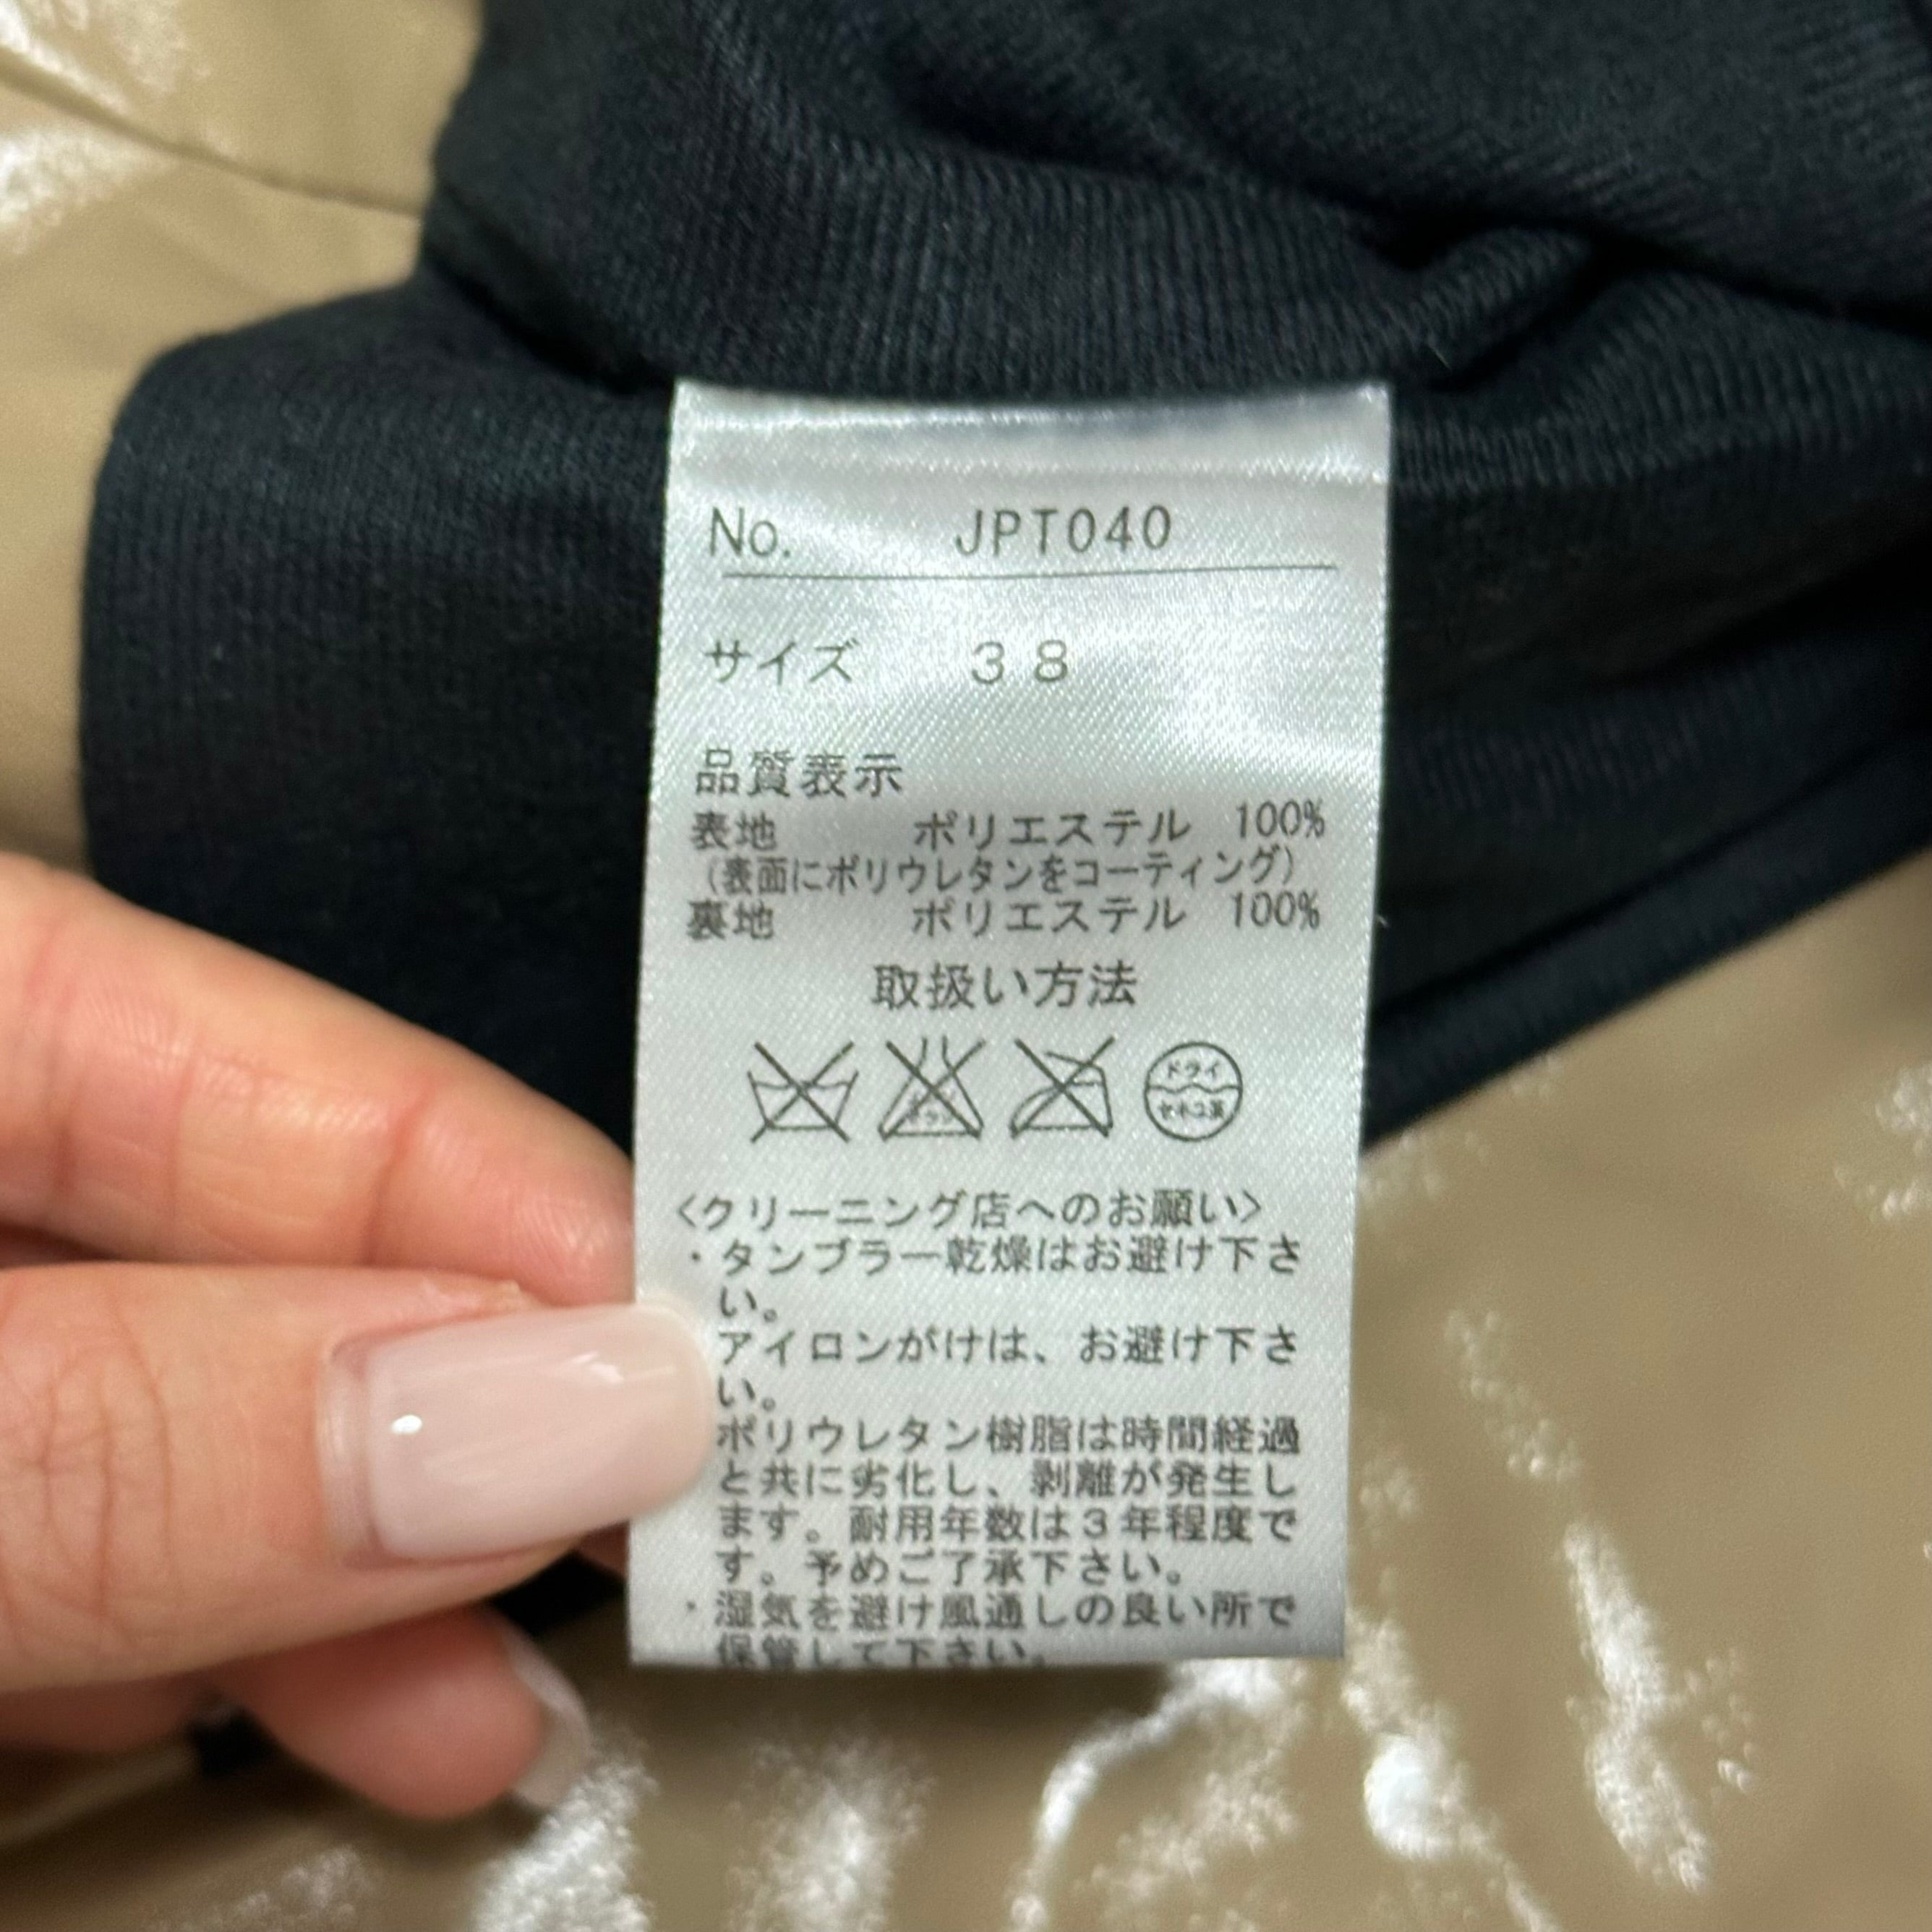 No. JPT040
サイズ ３８
品質表示
表地 ポリエステル 100%
（表面にポリウレタンをコーティング）
裏地 ポリエステル 100%
取扱い方法
ドライ
セキユ系
<クリーニング店へのお願い>
・タンブラー乾燥はお避け下さ
い。
アイロンがけは、お避け下さ
い。
ポリウレタン樹脂は時間経過
と共に劣化し、剥離が発生し
ます。耐用年数は３年程度で
す。予めご了承下さい。
・湿気を避け風通しの良い所で
保管して下さい。